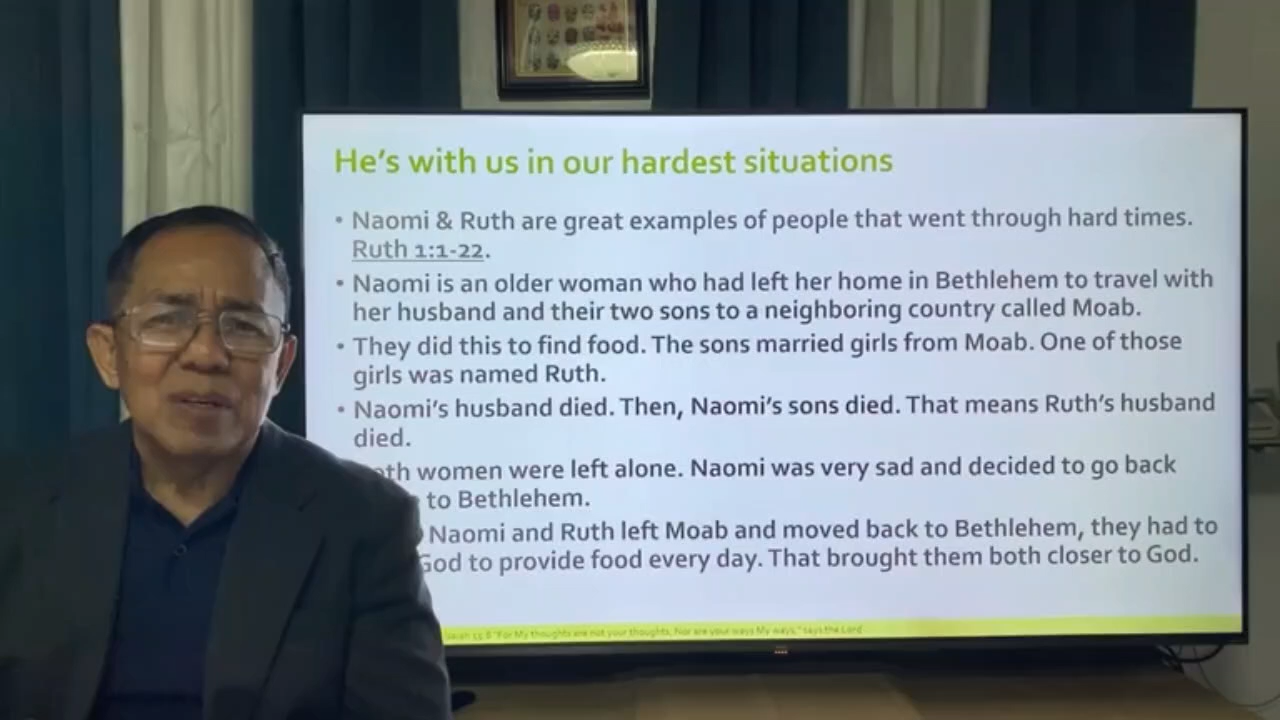 He's with us in our hardest situations
• Naomi & Ruth are great examples of people that went through hard times.
Ruth 1:1-22.
• Naomi is an older woman who had left her home in Bethlehem to travel with
her husband and their two sons to a neighboring country called Moab.
• They did this to find food. The sons married girls from Moab. One of those
girls was named Ruth.
• Naomi's husband died. Then, Naomi's sons died. That means Ruth's husband
died.
oth women were left alone. Naomi was very sad and decided to go back
to Bethlehem.
Naomi and Ruth left Moab and moved back to Bethlehem, they had to
God to provide food every day. That brought them both closer to God.
"For My thoughts are not your thoughts, Nor are your ways My ways," says the Lord